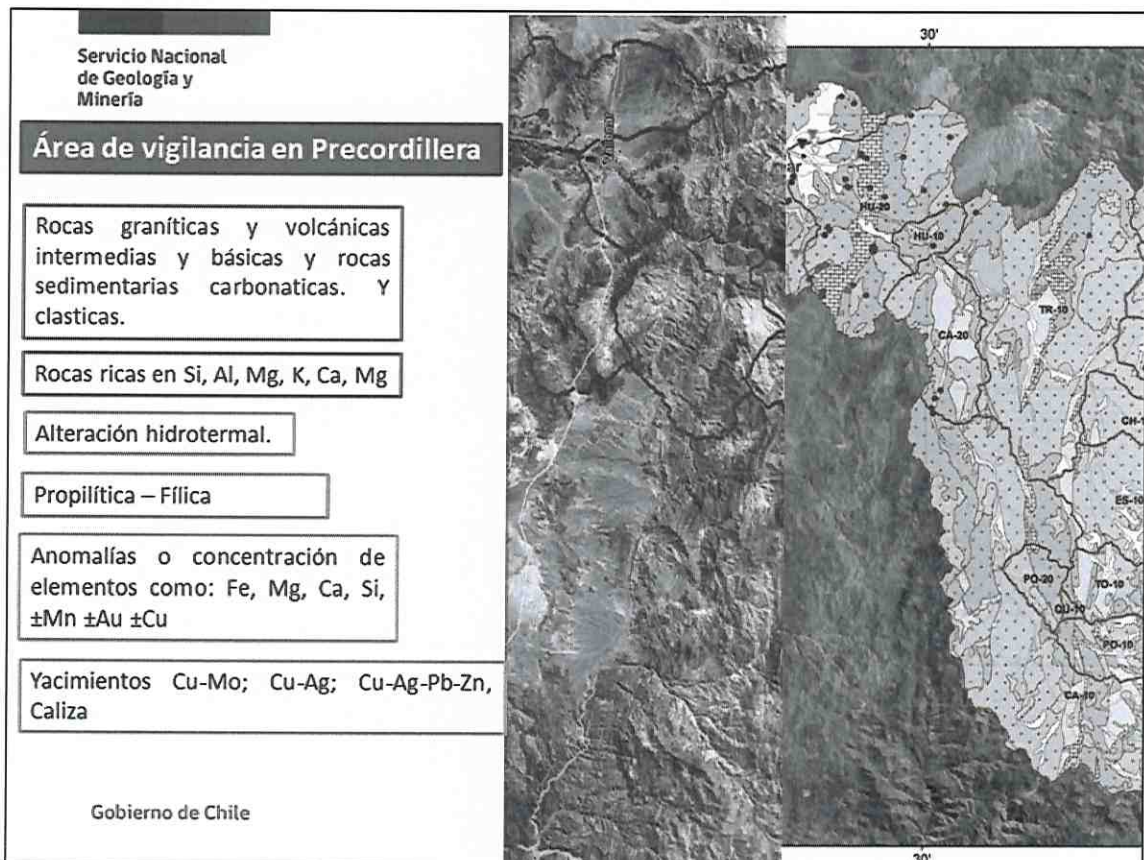 Servicio Nacional
de Geología y
Minería
Área de vigilancia en Precordillera
Rocas graníticas y volcánicas
intermedias y básicas y rocas
sedimentarias carbonaticas. Y
clasticas.
Rocas ricas en Si, Al, Mg, K, Ca, Mg
Alteración hidrotermal.
Propilítica – Fílica
Anomalías o concentración de
elementos como: Fe, Mg, Ca, Si,
±Mn ±Au ±Cu
Yacimientos Cu-Mo; Cu-Ag; Cu-Ag-Pb-Zn,
Caliza
Gobierno de Chile
30'
HU-20
HU-10
CA-20
TR-10
CH-1
ES-10
PO-20
TO-10
CU-10
PO-10
CA-10
30'